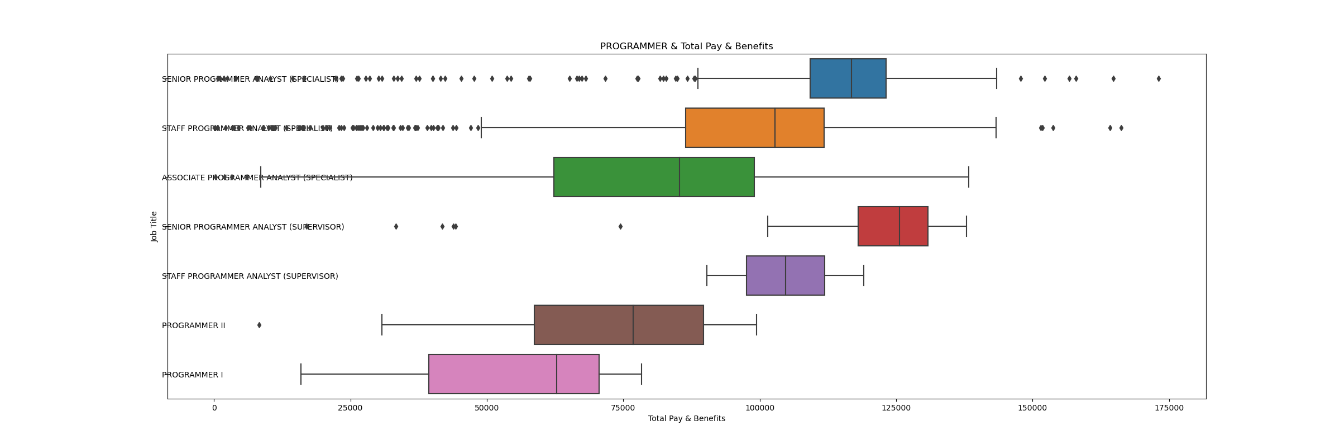 PROGRAMMER & Total Pay & Benefits
SENIOR PROGRAMMER ANALYST (SPECIALIST)
STAFF PROGRAMMER ANALYST (SPECIALIST)
ASSOCIATE PROGRAMMER ANALYST (SPECIALIST)
SENIOR PROGRAMMER ANALYST (SUPERVISOR)
STAFF PROGRAMMER ANALYST (SUPERVISOR)
PROGRAMMER II
PROGRAMMER I
Job Title
0 25000 50000 75000 100000 125000 150000 175000
Total Pay & Benefits